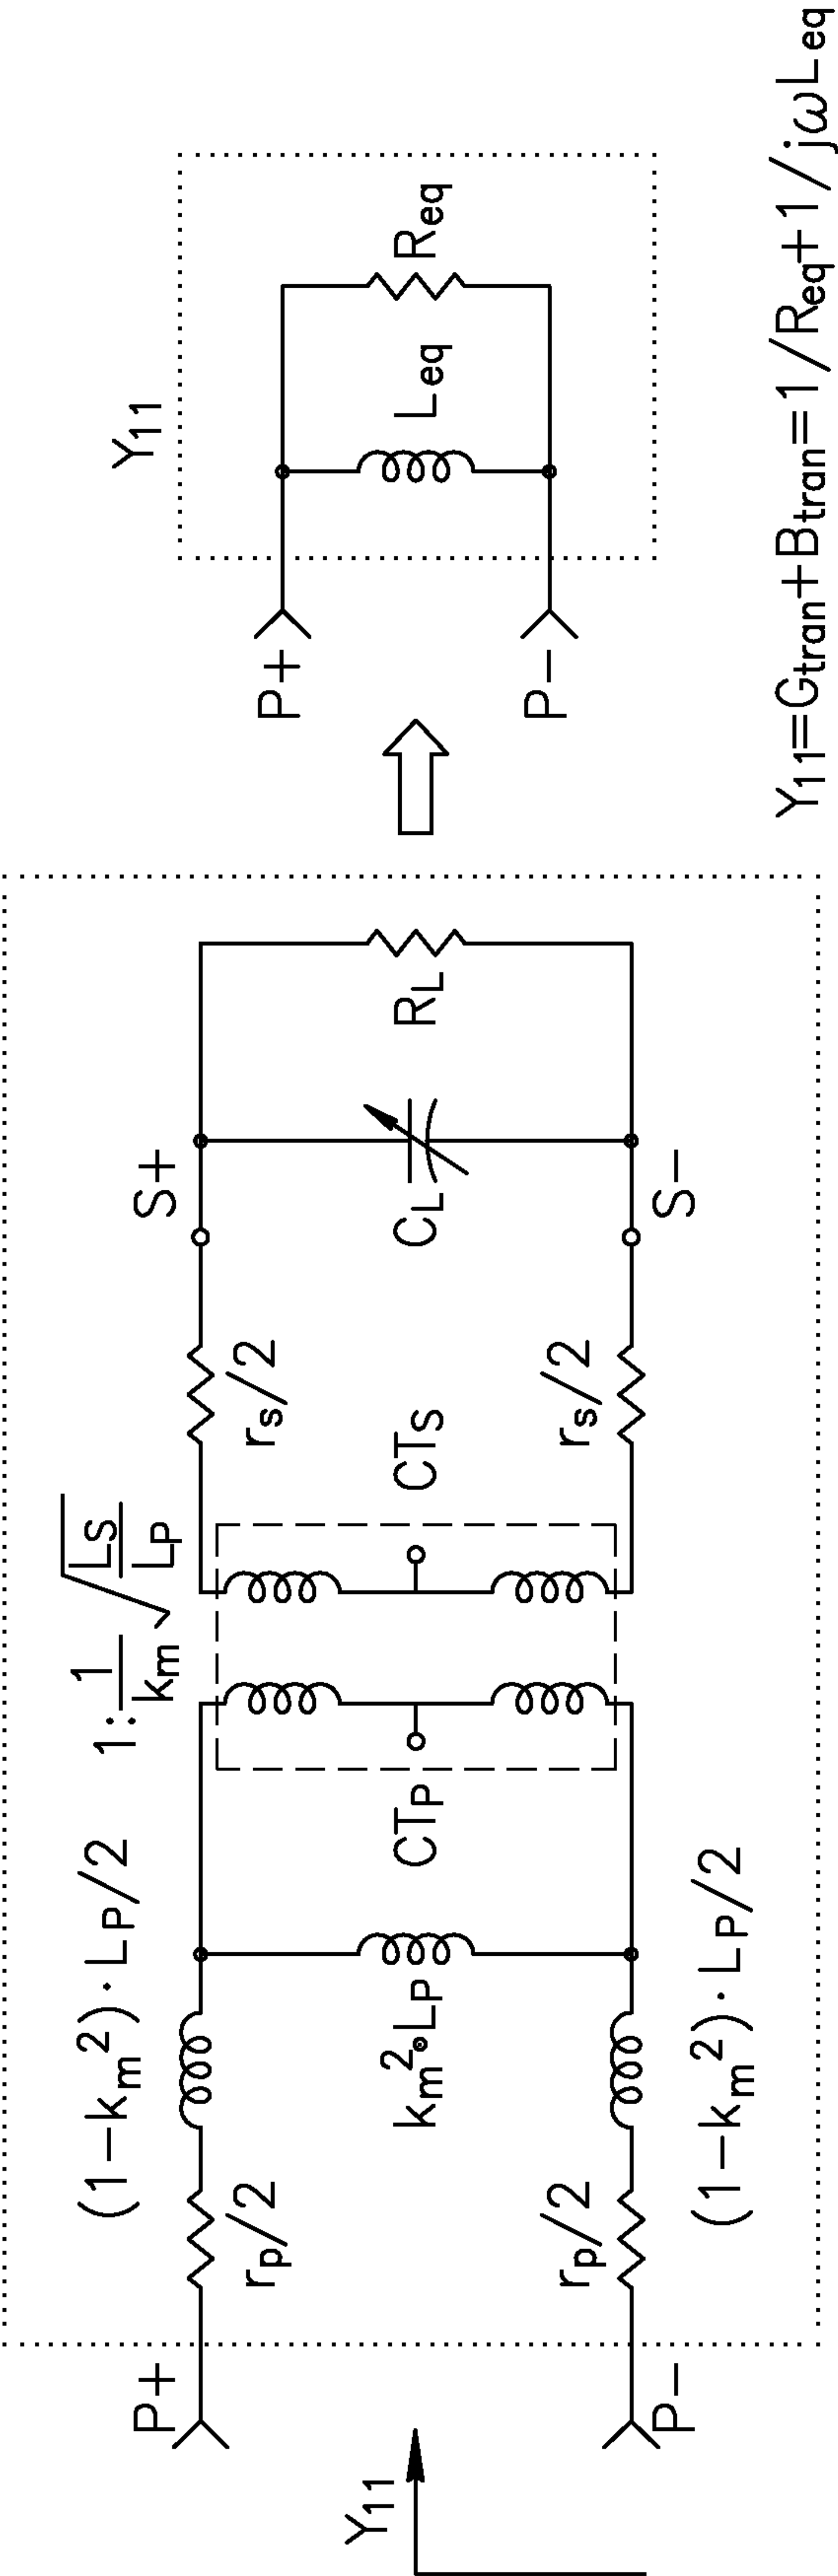 Y11
P+
P-
rp/2
rp/2
(1-km²)·LP/2
km²∘LP
(1-km²)·LP/2
CTP
1:1/km √LS/LP
CTS
rs/2
rs/2
S+
S-
CL
RL
P+
P-
Y11
Leq
Req
Y11=Gtran+Btran=1/Req+1/jωLeq